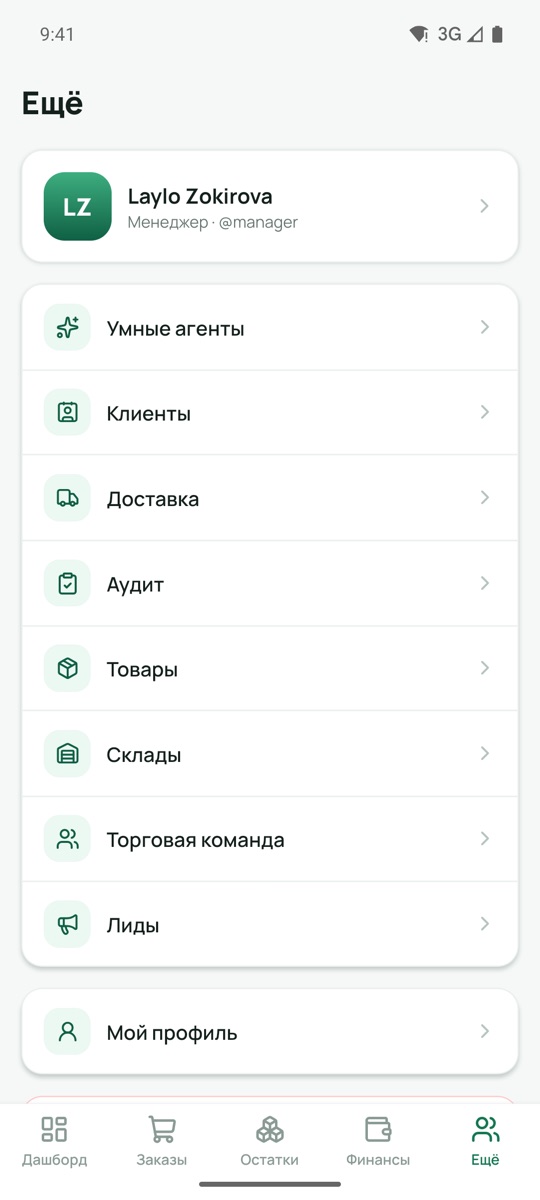 9:41
3G
Ещё
LZ
Laylo Zokirova
Менеджер · @manager
Умные агенты
Клиенты
Доставка
Аудит
Товары
Склады
Торговая команда
Лиды
Мой профиль
Дашборд
Заказы
Остатки
Финансы
Ещё